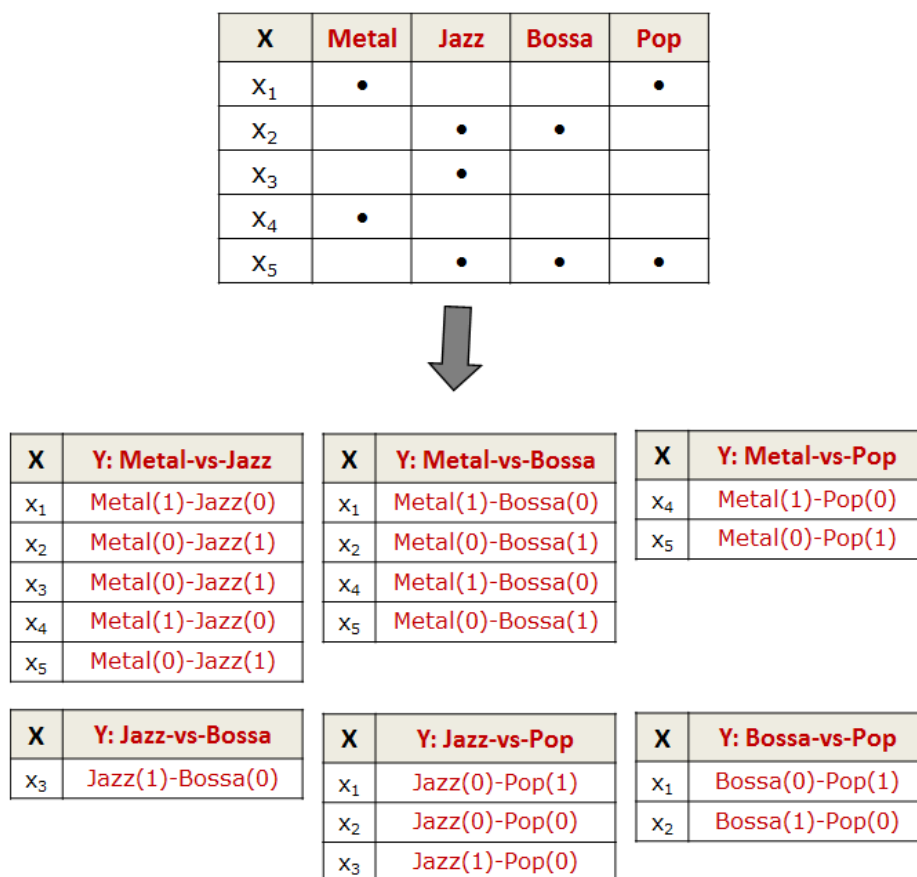 X Metal Jazz Bossa Pop
x₁ • •
x₂ • •
x₃ •
x₄ •
x₅ • • •
X Y: Metal-vs-Jazz
x₁ Metal(1)-Jazz(0)
x₂ Metal(0)-Jazz(1)
x₃ Metal(0)-Jazz(1)
x₄ Metal(1)-Jazz(0)
x₅ Metal(0)-Jazz(1)
X Y: Metal-vs-Bossa
x₁ Metal(1)-Bossa(0)
x₂ Metal(0)-Bossa(1)
x₄ Metal(1)-Bossa(0)
x₅ Metal(0)-Bossa(1)
X Y: Metal-vs-Pop
x₄ Metal(1)-Pop(0)
x₅ Metal(0)-Pop(1)
X Y: Jazz-vs-Bossa
x₃ Jazz(1)-Bossa(0)
X Y: Jazz-vs-Pop
x₁ Jazz(0)-Pop(1)
x₂ Jazz(0)-Pop(0)
x₃ Jazz(1)-Pop(0)
X Y: Bossa-vs-Pop
x₁ Bossa(0)-Pop(1)
x₂ Bossa(1)-Pop(0)